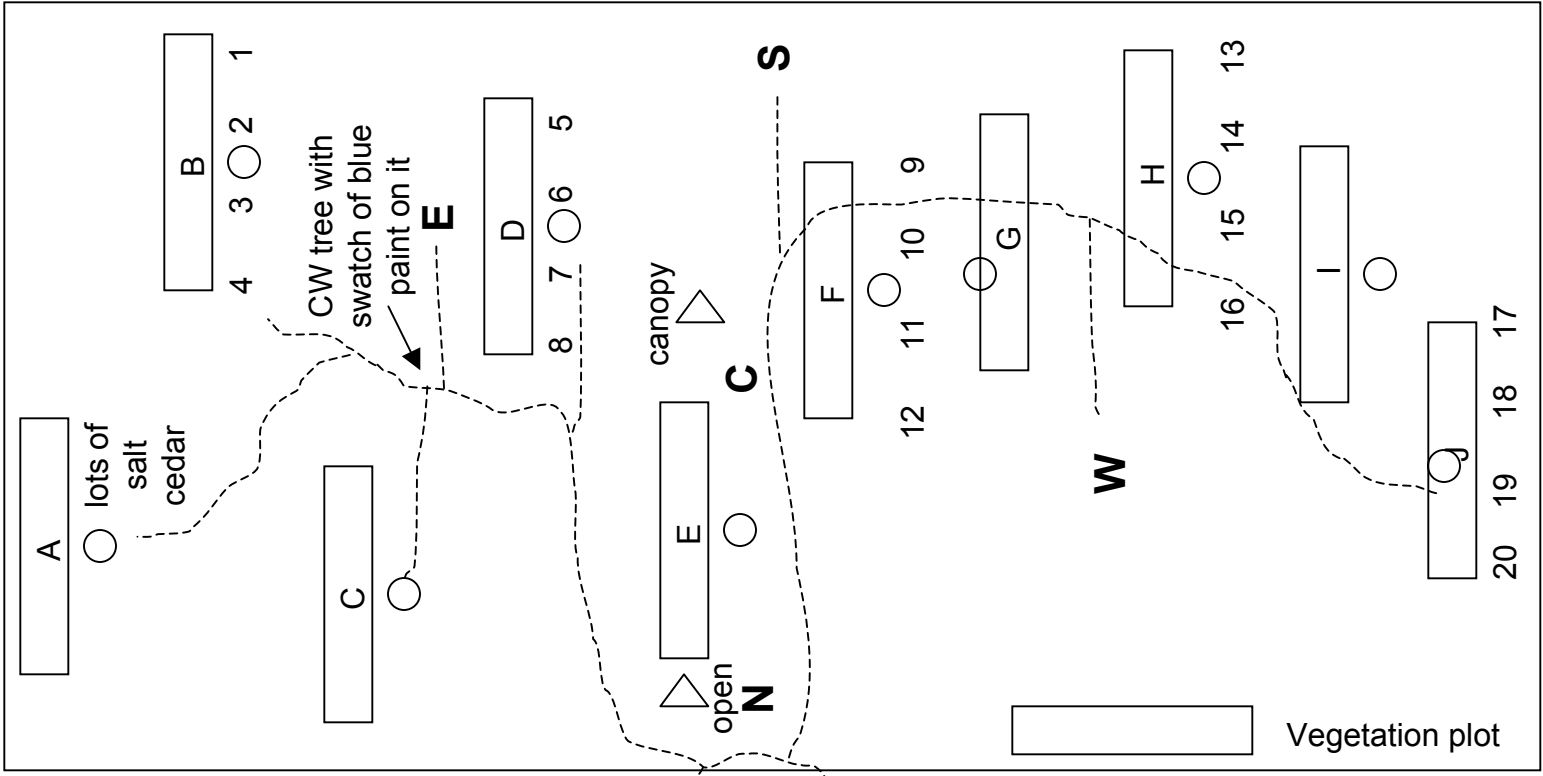 A
lots of
salt
cedar
B
1
2
3
4
C
CW tree with
swatch of blue
paint on it
E
D
5
6
7
8
E
canopy
open
N
C
S
F
9
10
11
12
G
W
H
13
14
15
16
I
J
17
18
19
20
Vegetation plot